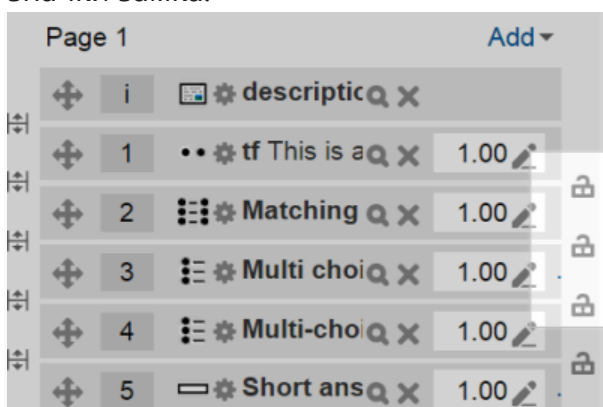 Page 1 Add
i descriptic
1 tf This is a 1.00
2 Matching 1.00
3 Multi choi 1.00
4 Multi-choi 1.00
5 Short ans 1.00